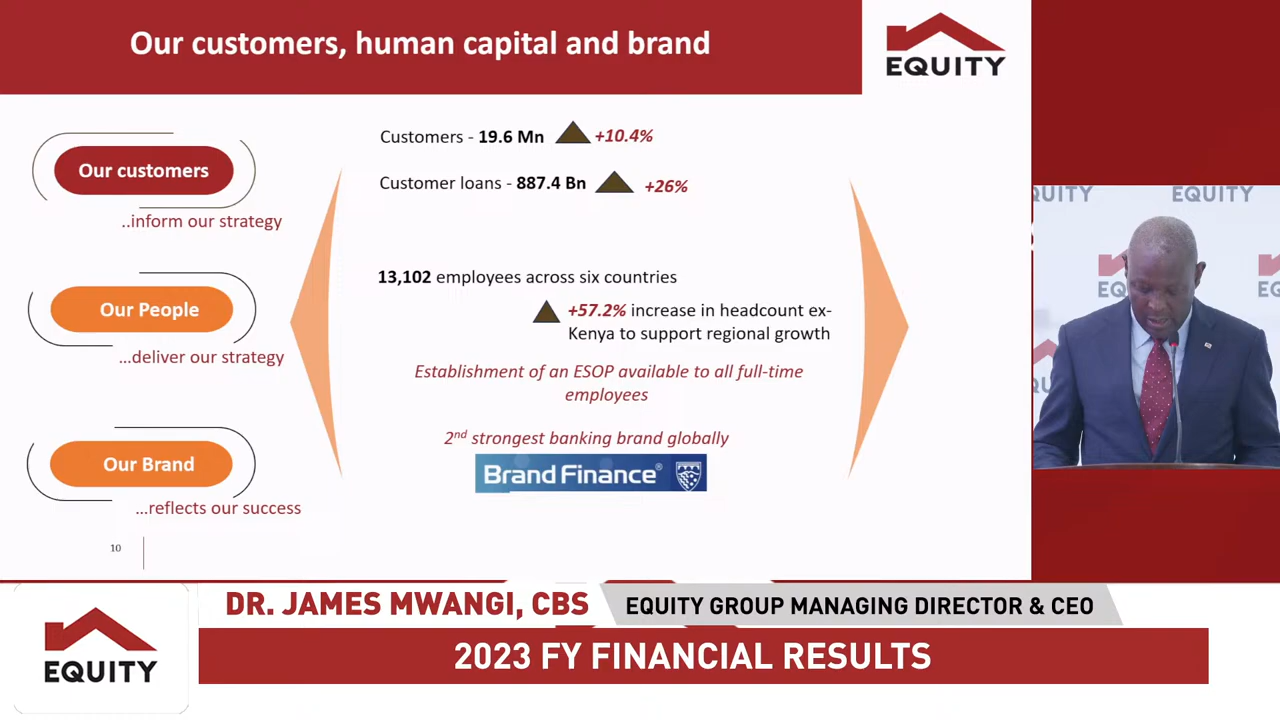 Our customers, human capital and brand
EQUITY
Our customers
..inform our strategy
Customers - 19.6 Mn +10.4%
Customer loans - 887.4 Bn +26%
Our People
...deliver our strategy
13,102 employees across six countries
+57.2% increase in headcount ex-
Kenya to support regional growth
Establishment of an ESOP available to all full-time
employees
Our Brand
...reflects our success
2nd strongest banking brand globally
Brand Finance®
10
EQUITY
EQUITY
DR. JAMES MWANGI, CBS
EQUITY GROUP MANAGING DIRECTOR & CEO
2023 FY FINANCIAL RESULTS